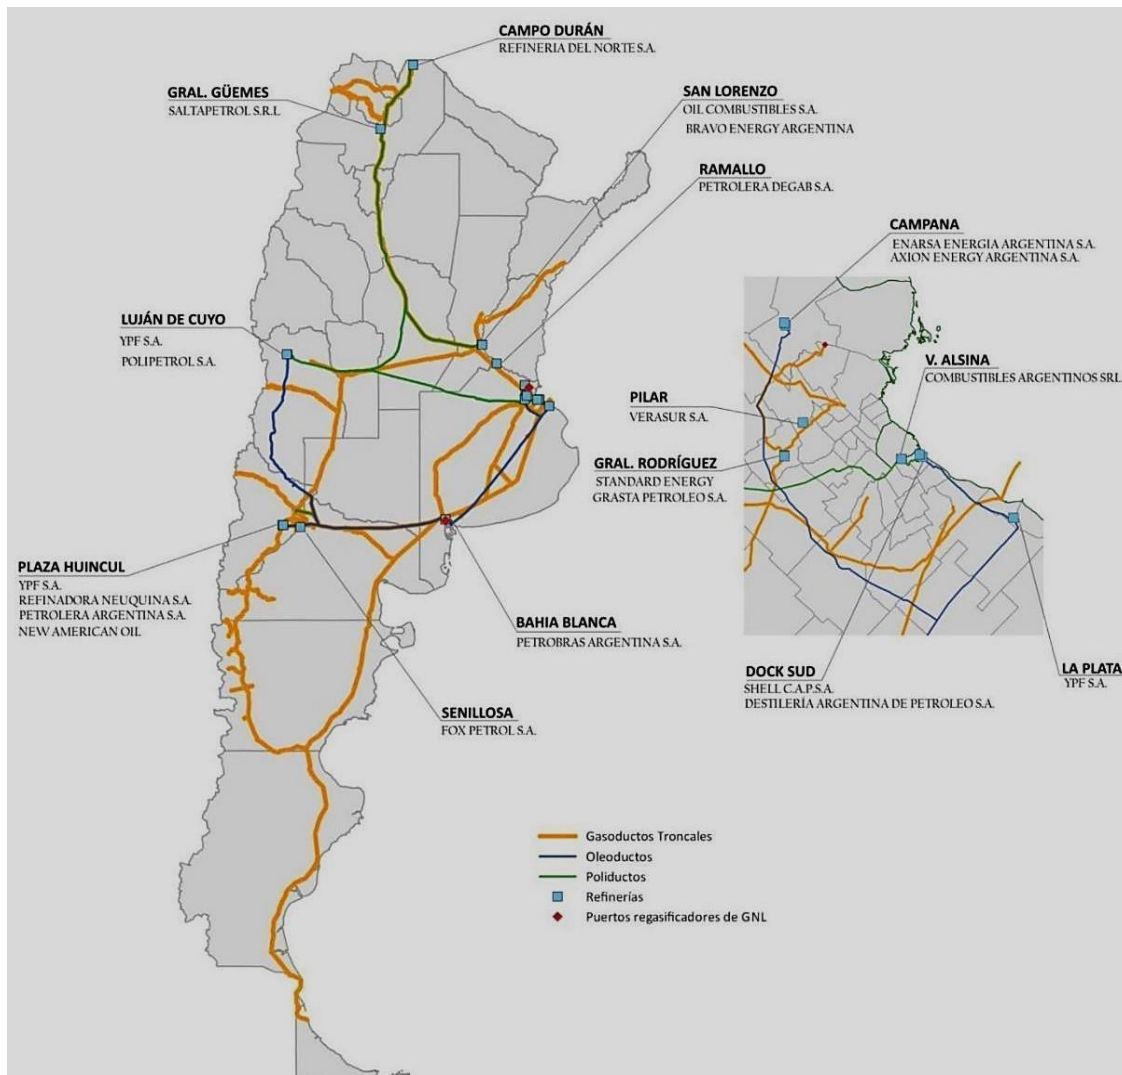 CAMPO DURÁN
REFINERIA DEL NORTE S.A.
GRAL. GÜEMES
SALTAPETROL S.R.L
SAN LORENZO
OIL COMBUSTIBLES S.A.
BRAVO ENERGY ARGENTINA
RAMALLO
PETROLERA DEGAB S.A.
CAMPANA
ENARSA ENERGIA ARGENTINA S.A.
AXION ENERGY ARGENTINA S.A.
LUJÁN DE CUYO
YPF S.A.
POLIPETROL S.A.
V. ALSINA
COMBUSTIBLES ARGENTINOS SRL
PILAR
VERASUR S.A.
GRAL. RODRÍGUEZ
STANDARD ENERGY
GRASTA PETROLEO S.A.
PLAZA HUINCUL
YPF S.A.
REFINADORA NEUQUINA S.A.
PETROLERA ARGENTINA S.A.
NEW AMERICAN OIL
BAHIA BLANCA
PETROBRAS ARGENTINA S.A.
DOCK SUD
SHELL C.A.P.S.A.
DESTILERÍA ARGENTINA DE PETROLEO S.A.
LA PLATA
YPF S.A.
SENILLOSA
FOX PETROL S.A.
Gasoductos Troncales
Oleoductos
Poliductos
Refinerías
Puertos regasificadores de GNL